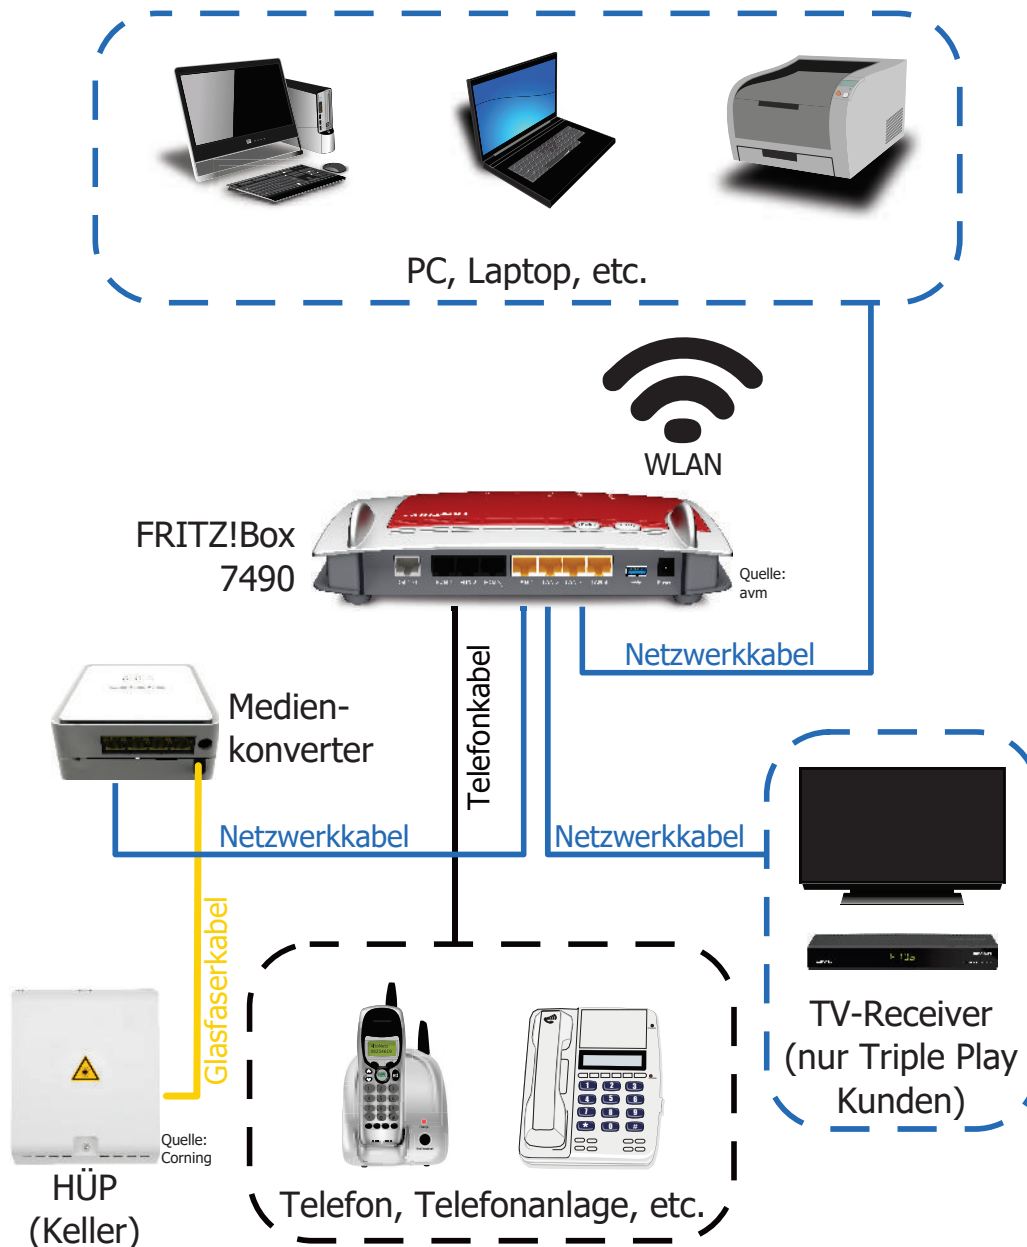 PC, Laptop, etc.
WLAN
FRITZ!Box
7490
Quelle:
avm
Netzwerkkabel
Telefonkabel
Medien-
konverter
Netzwerkkabel
Netzwerkkabel
Glasfaserkabel
TV-Receiver
(nur Triple Play
Kunden)
Quelle:
Corning
HÜP
(Keller)
Telefon, Telefonanlage, etc.